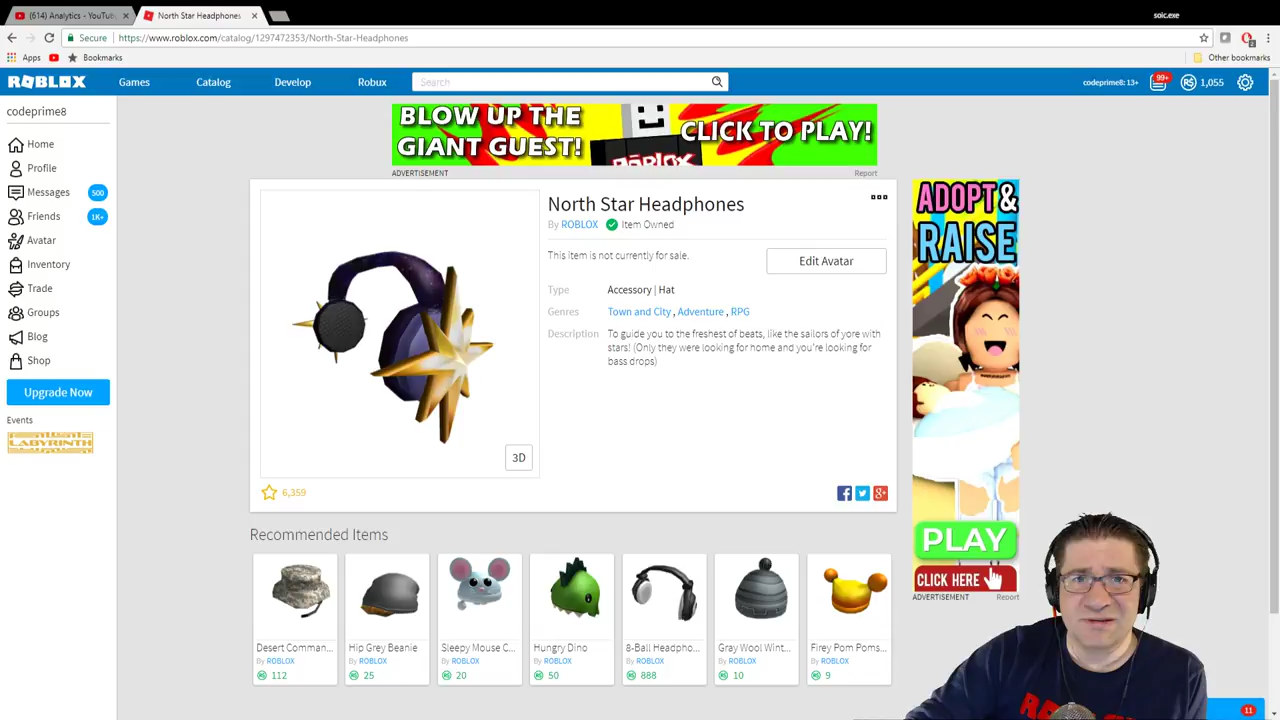 (614) Analytics - YouTube
North Star Headphones
soic.exe
Secure
https://www.roblox.com/catalog/1297472353/North-Star-Headphones
Apps
Bookmarks
Other bookmarks
ROBLOX
Games
Catalog
Develop
Robux
Search
codeprime8: 13+
99+
1,055
codeprime8
Home
Profile
Messages
500
Friends
1K+
Avatar
Inventory
Trade
Groups
Blog
Shop
Upgrade Now
Events
LABYRINTH
BLOW UP THE
GIANT GUEST!
CLICK TO PLAY!
ROBLOX
ADVERTISEMENT
Report
North Star Headphones
By ROBLOX
Item Owned
This item is not currently for sale.
Edit Avatar
Type
Accessory | Hat
Genres
Town and City , Adventure , RPG
Description
To guide you to the freshest of beats, like the sailors of yore with
stars! (Only they were looking for home and you're looking for
bass drops)
3D
6,359
ADOPT &
RAISE
PLAY
CLICK HERE
ADVERTISEMENT
Report
Recommended Items
Desert Comman...
By ROBLOX
112
Hip Grey Beanie
By ROBLOX
25
Sleepy Mouse C...
By ROBLOX
20
Hungry Dino
By ROBLOX
50
8-Ball Headpho...
By ROBLOX
888
Gray Wool Wint...
By ROBLOX
10
Firey Pom Poms...
By ROBLOX
9
11